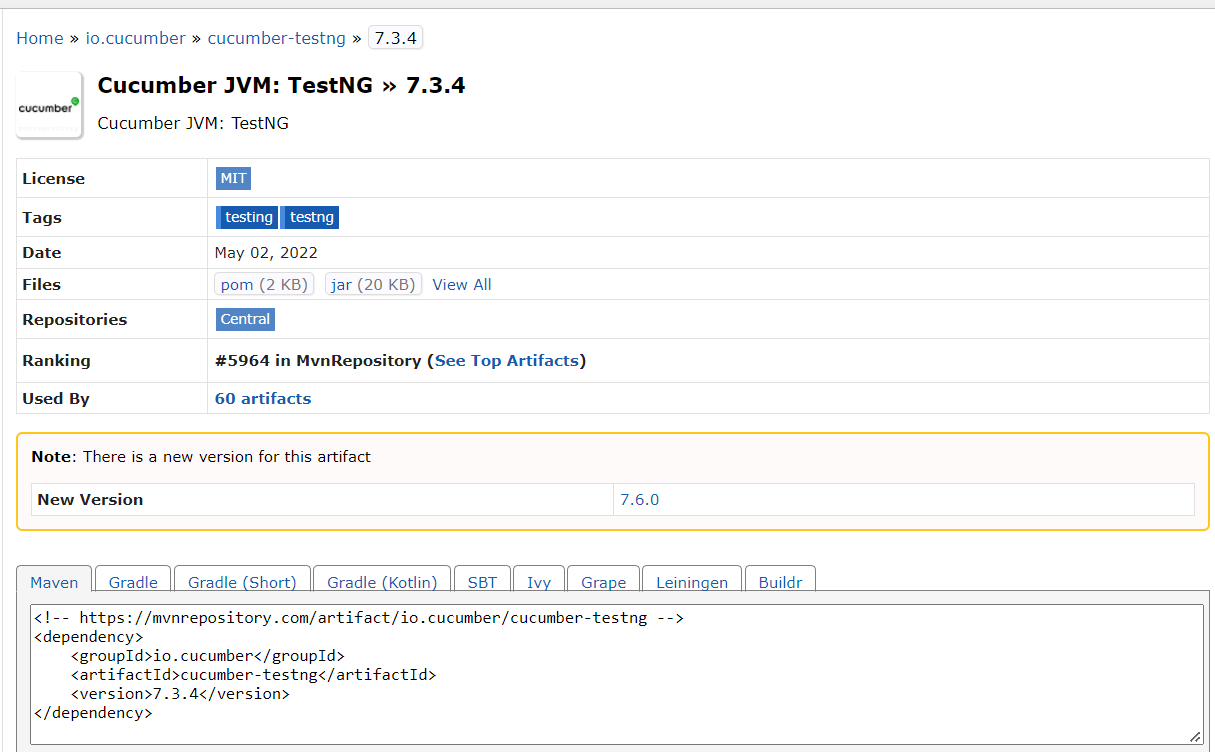 Home » io.cucumber » cucumber-testng » 7.3.4
cucumber
Cucumber JVM: TestNG » 7.3.4
Cucumber JVM: TestNG
License MIT
Tags testing testng
Date May 02, 2022
Files pom (2 KB) jar (20 KB) View All
Repositories Central
Ranking #5964 in MvnRepository (See Top Artifacts)
Used By 60 artifacts
Note: There is a new version for this artifact
New Version 7.6.0
Maven Gradle Gradle (Short) Gradle (Kotlin) SBT Ivy Grape Leiningen Buildr
<!-- https://mvnrepository.com/artifact/io.cucumber/cucumber-testng -->
<dependency>
    <groupId>io.cucumber</groupId>
    <artifactId>cucumber-testng</artifactId>
    <version>7.3.4</version>
</dependency>